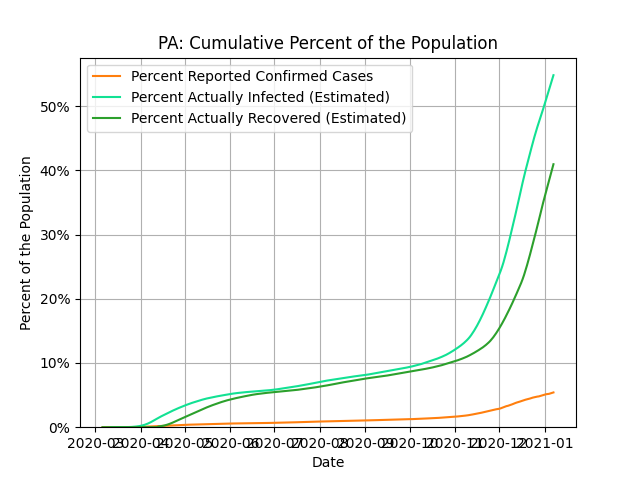 PA: Cumulative Percent of the Population
Percent Reported Confirmed Cases
Percent Actually Infected (Estimated)
Percent Actually Recovered (Estimated)
Percent of the Population
50%
40%
30%
20%
10%
0%
2020-03 2020-04 2020-05 2020-06 2020-07 2020-08 2020-09 2020-10 2020-11 2020-12 2021-01
Date